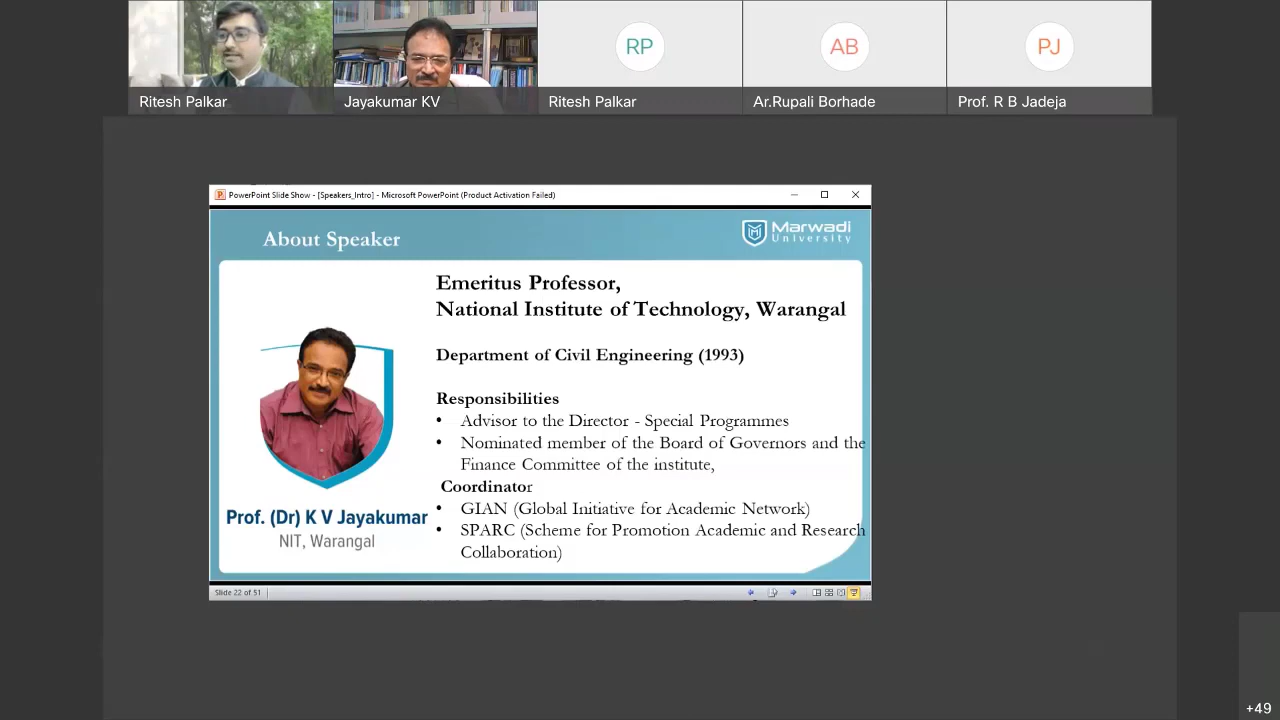 Ritesh Palkar
Jayakumar KV
RP
Ritesh Palkar
AB
Ar.Rupali Borhade
PJ
Prof. R B Jadeja
PowerPoint Slide Show - [Speakers_Intro] - Microsoft PowerPoint (Product Activation Failed)
About Speaker
Marwadi
University
Emeritus Professor,
National Institute of Technology, Warangal
Department of Civil Engineering (1993)
Responsibilities
• Advisor to the Director - Special Programmes
• Nominated member of the Board of Governors and the
Finance Committee of the institute,
Coordinator
• GIAN (Global Initiative for Academic Network)
• SPARC (Scheme for Promotion Academic and Research
Collaboration)
Prof. (Dr) K V Jayakumar
NIT, Warangal
Slide 22 of 51
+49